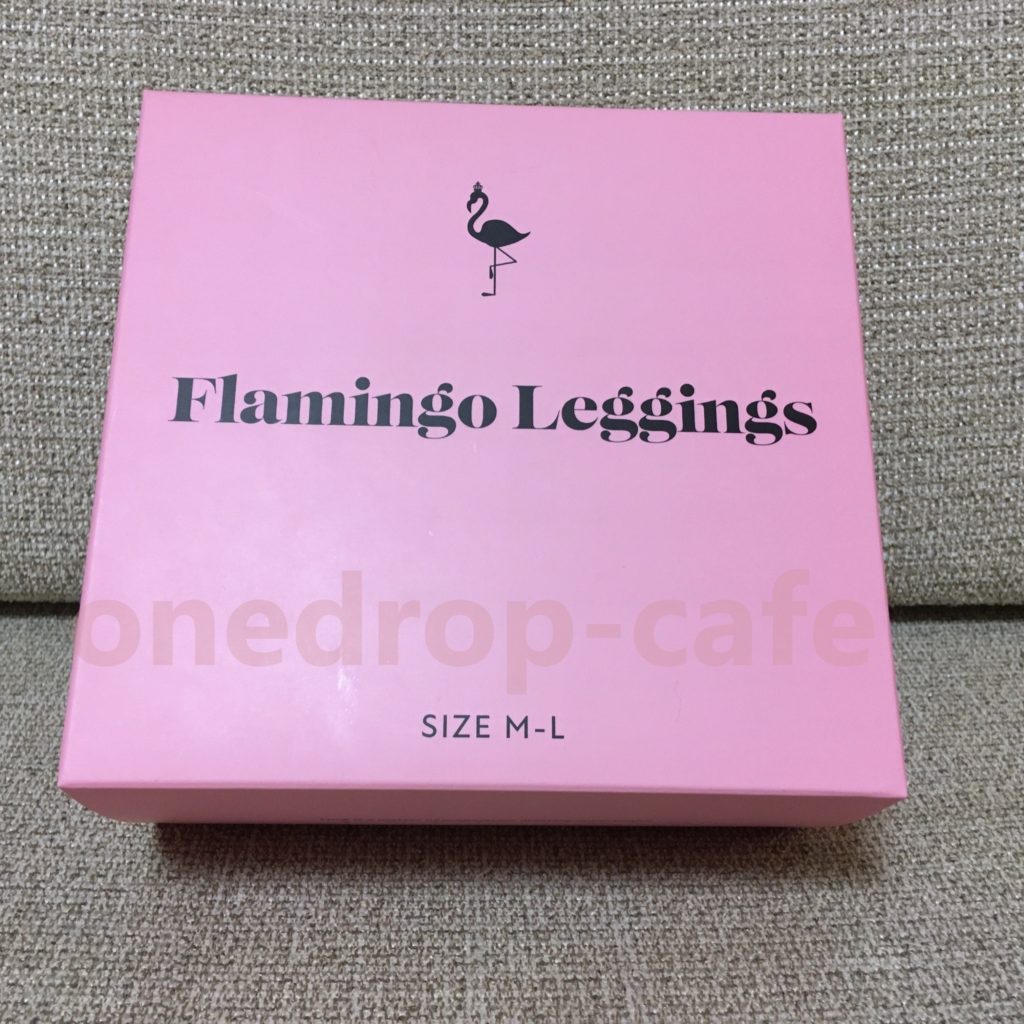 Flamingo Leggings
onedrop-cafe
SIZE M-L